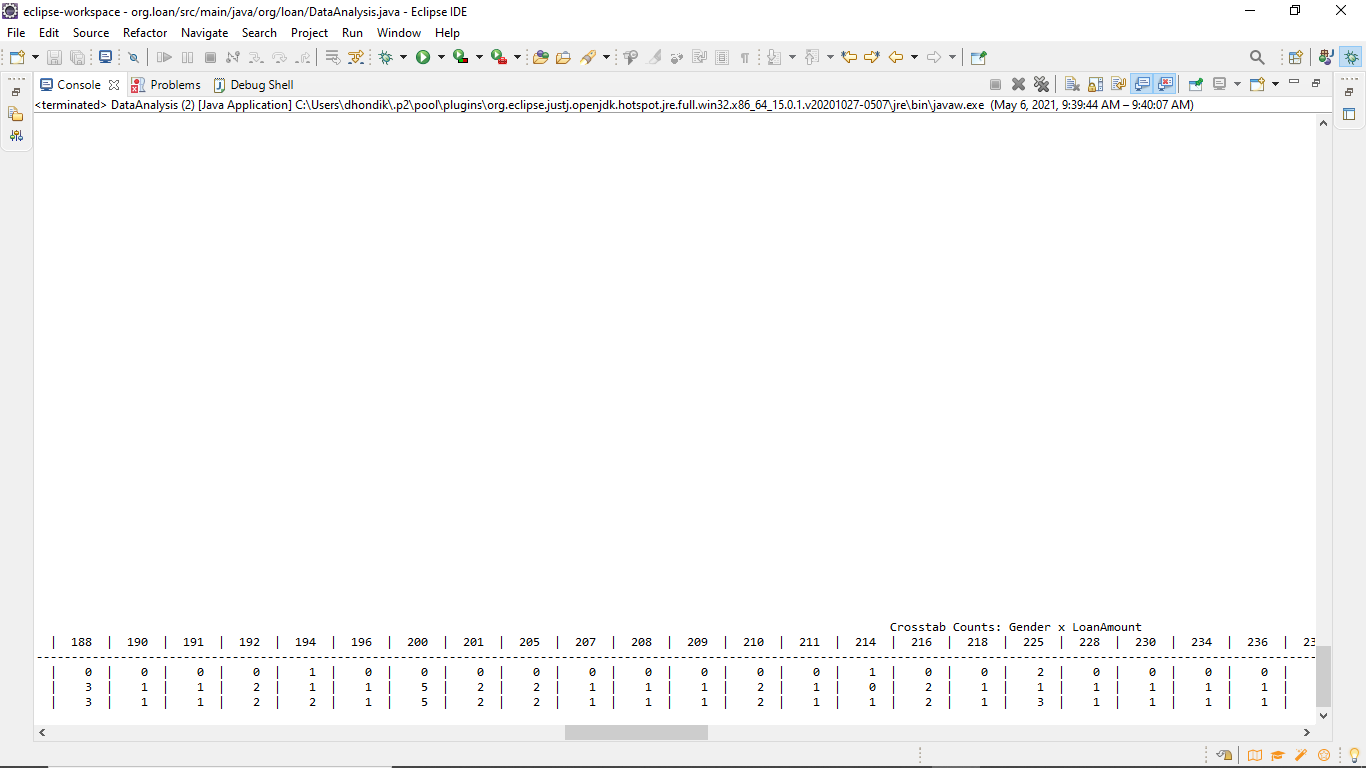 eclipse-workspace - org.loan/src/main/java/org/loan/DataAnalysis.java - Eclipse IDE
File Edit Source Refactor Navigate Search Project Run Window Help
Console Problems Debug Shell
<terminated> DataAnalysis (2) [Java Application] C:\Users\dhondik\.p2\pool\plugins\org.eclipse.justj.openjdk.hotspot.jre.full.win32.x86_64_15.0.1.v20201027-0507\jre\bin\javaw.exe (May 6, 2021, 9:39:44 AM – 9:40:07 AM)
Crosstab Counts: Gender x LoanAmount
| 188 | 190 | 191 | 192 | 194 | 196 | 200 | 201 | 205 | 207 | 208 | 209 | 210 | 211 | 214 | 216 | 218 | 225 | 228 | 230 | 234 | 236 | 23
| 0 | 0 | 0 | 0 | 1 | 0 | 0 | 0 | 0 | 0 | 0 | 0 | 0 | 0 | 1 | 0 | 0 | 2 | 0 | 0 | 0 | 0 |
| 3 | 1 | 1 | 2 | 1 | 1 | 5 | 2 | 2 | 1 | 1 | 1 | 2 | 1 | 0 | 2 | 1 | 1 | 1 | 1 | 1 | 1 |
| 3 | 1 | 1 | 2 | 2 | 1 | 5 | 2 | 2 | 1 | 1 | 1 | 2 | 1 | 1 | 2 | 1 | 3 | 1 | 1 | 1 | 1 |